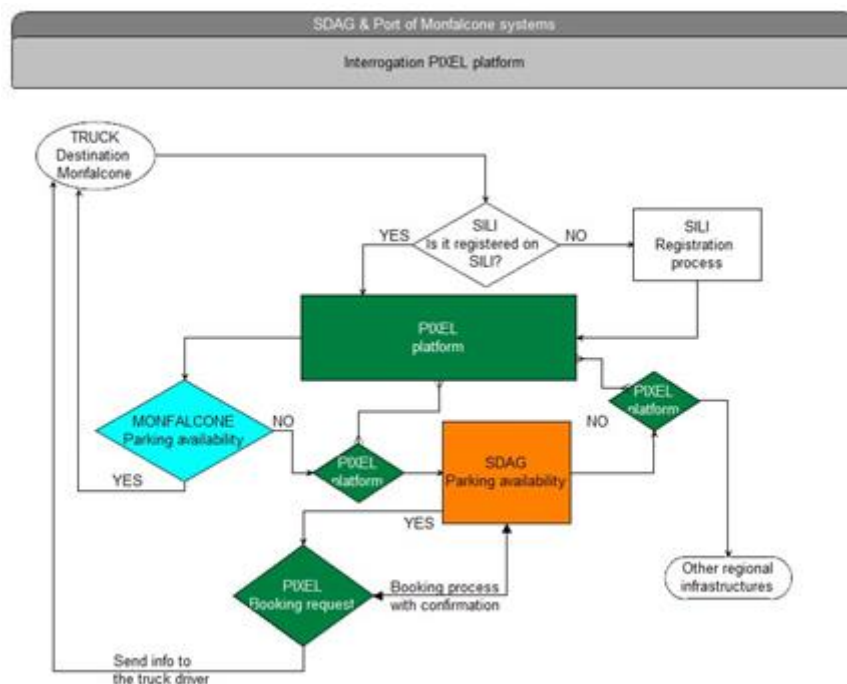 SDAG & Port of Monfalcone systems
Interrogation PIXEL platform
TRUCK
Destination
Monfalcone
SILI
Is it registered on
SILI?
YES
NO
SILI
Registration
process
PIXEL
platform
MONFALCONE
Parking availability
NO
YES
PIXEL
platform
SDAG
Parking availability
NO
PIXEL
platform
YES
PIXEL
Booking request
Booking process
with confirmation
Other regional
infrastructures
Send info to
the truck driver